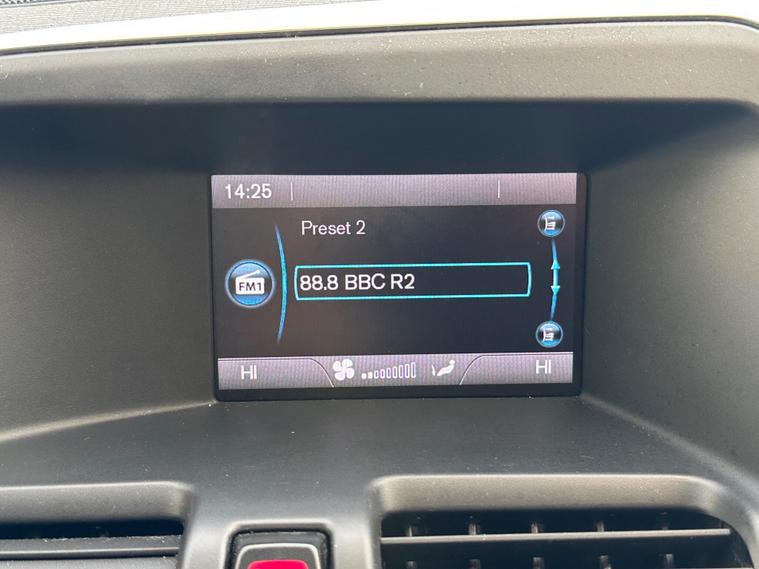 14:25
Preset 2
FM1
88.8 BBC R2
HI
HI